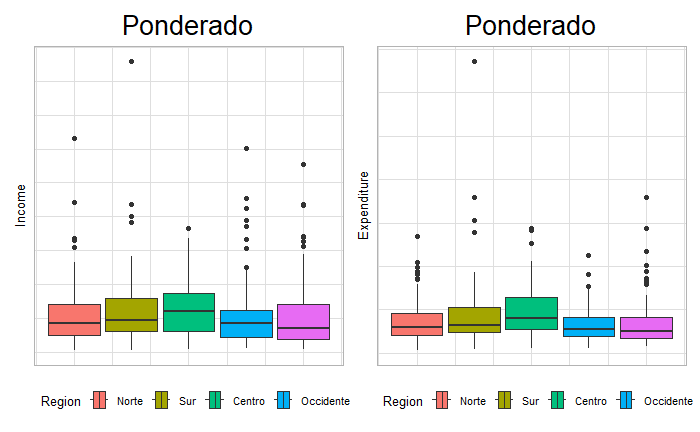 Ponderado
Income
Region Norte Sur Centro Occidente
Ponderado
Expenditure
Region Norte Sur Centro Occidente